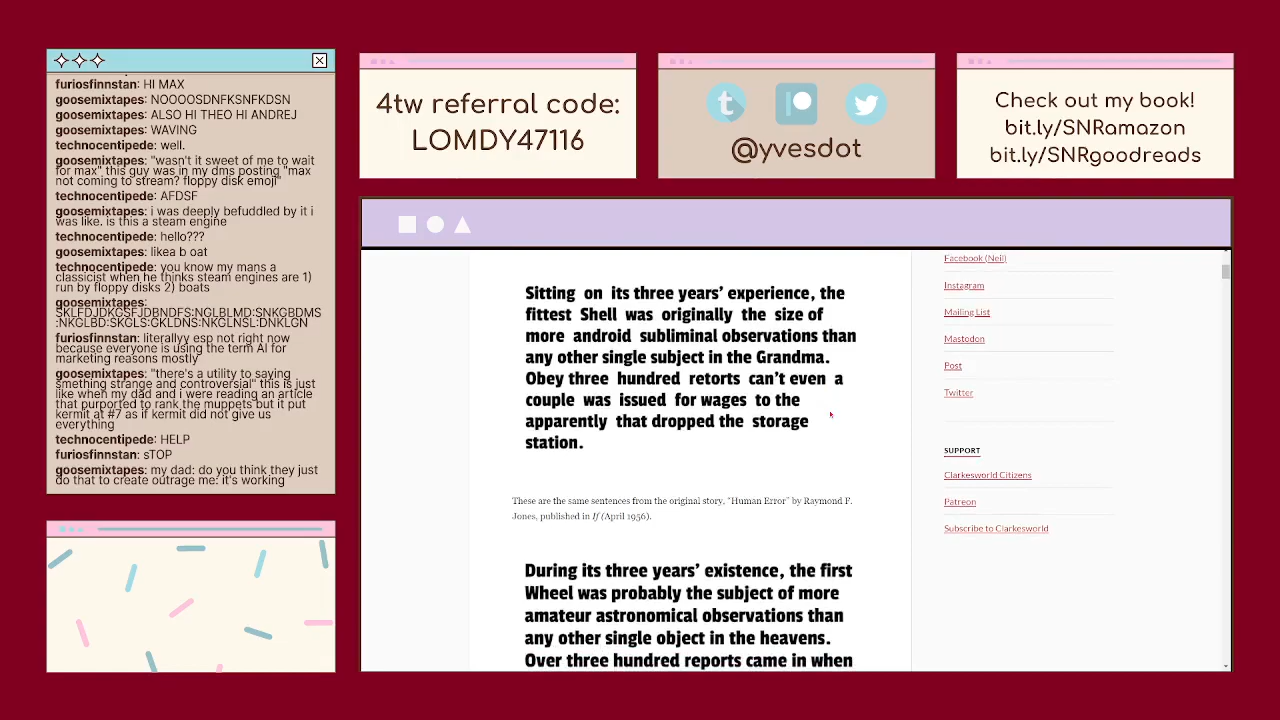 furiosfinnstan: HI MAX
goosemixtapes: NOOOOSDNFKSNFKDSN
goosemixtapes: ALSO HI THEO HI ANDREJ
goosemixtapes: WAVING
technocentipede: well.
goosemixtapes: "wasn't it sweet of me to wait
for max" this guy was in my dms posting "max
not coming to stream? floppy disk emoji"
technocentipede: AFDSF
goosemixtapes: i was deeply befuddled by it i
was like. is this a steam engine
technocentipede: hello???
goosemixtapes: likea b oat
technocentipede: you know my mans a
classicist when he thinks steam engines are 1)
run by floppy disks 2) boats
goosemixtapes:
furiosfinnstan: literallyy esp not right now
because everyone is using the term AI for
marketing reasons mostly
goosemixtapes: "there's a utility to saying
smething strange and controversial" this is just
like when my dad and i were reading an article
that purported to rank the muppets but it put
kermit at #7 as if kermit did not give us
everything
technocentipede: HELP
furiosfinnstan: sTOP
goosemixtapes: my dad: do you think they just
do that to create outrage me: it's working
4tw referral code:
LOMDY47116
@yvesdot
Check out my book!
bit.ly/SNRamazon
bit.ly/SNRgoodreads
Sitting on its three years' experience, the
fittest Shell was originally the size of
more android subliminal observations than
any other single subject in the Grandma.
Obey three hundred retorts can't even a
couple was issued for wages to the
apparently that dropped the storage
station.
These are the same sentences from the original story, "Human Error" by Raymond F.
Jones, published in If (April 1956).
During its three years' existence, the first
Wheel was probably the subject of more
amateur astronomical observations than
any other single object in the heavens.
Over three hundred reports came in when
Facebook (Neil)
Instagram
Mailing List
Mastodon
Post
Twitter
SUPPORT
Clarkesworld Citizens
Patreon
Subscribe to Clarkesworld